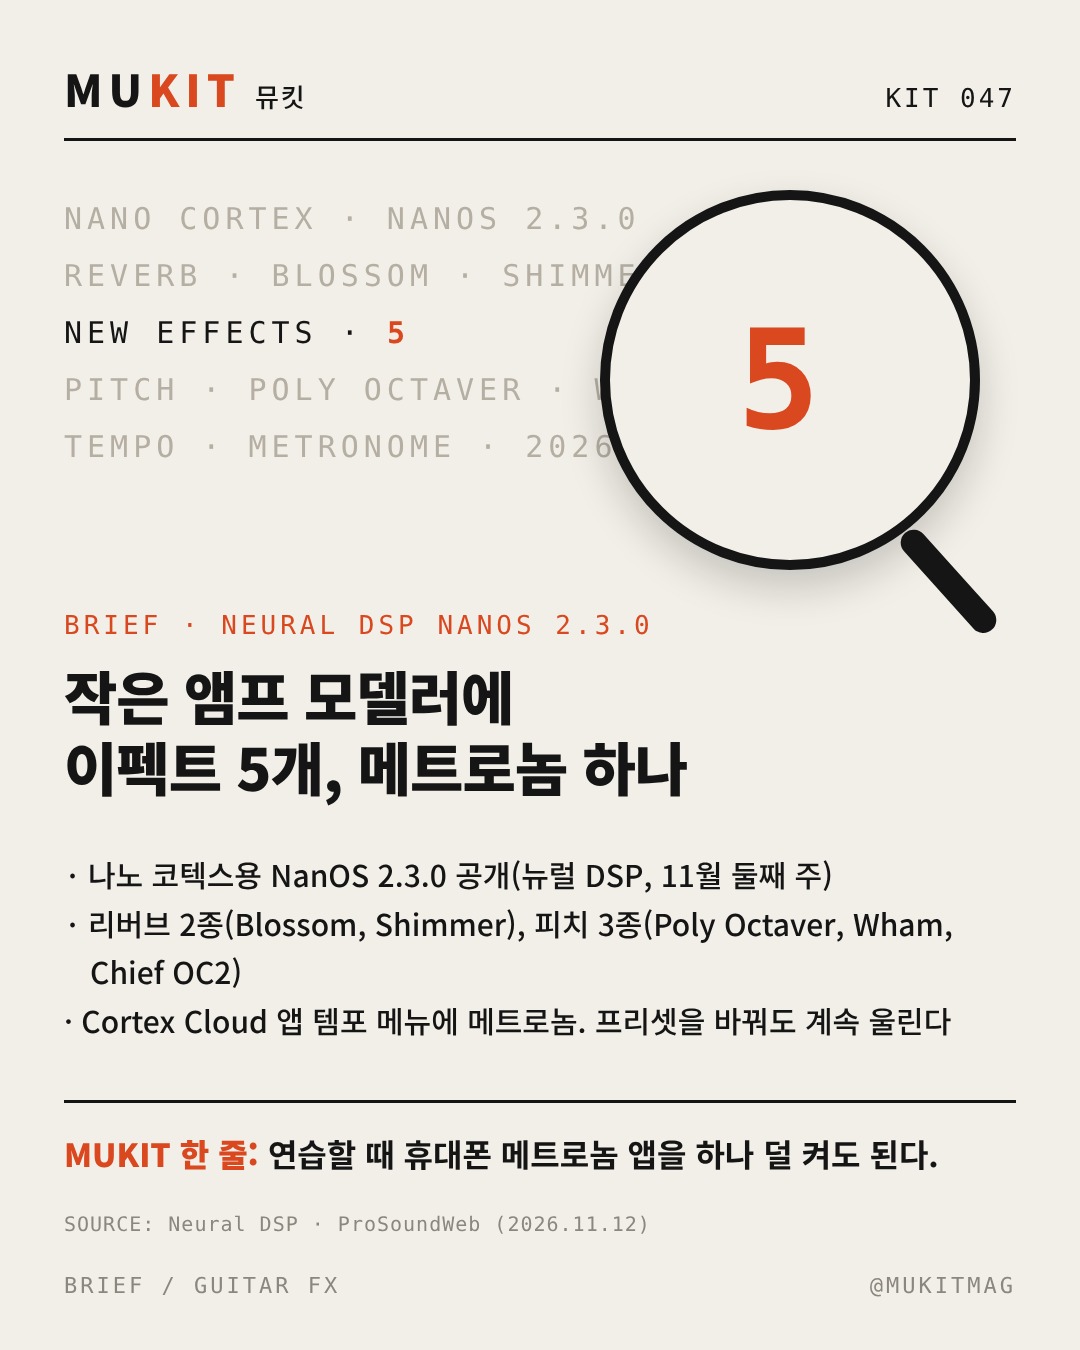 MUKIT 뮤킷
KIT 047
NANO CORTEX · NANOS 2.3.0
REVERB · BLOSSOM · SHIMME
NEW EFFECTS · 5
PITCH · POLY OCTAVER ·
TEMPO · METRONOME · 2026
5
BRIEF · NEURAL DSP NANOS 2.3.0
작은 앰프 모델러에
이펙트 5개, 메트로놈 하나
· 나노 코텍스용 NanOS 2.3.0 공개(뉴럴 DSP, 11월 둘째 주)
· 리버브 2종(Blossom, Shimmer), 피치 3종(Poly Octaver, Wham,
Chief OC2)
· Cortex Cloud 앱 템포 메뉴에 메트로놈. 프리셋을 바꿔도 계속 울린다
MUKIT 한 줄: 연습할 때 휴대폰 메트로놈 앱을 하나 덜 켜도 된다.
SOURCE: Neural DSP · ProSoundWeb (2026.11.12)
BRIEF / GUITAR FX
@MUKITMAG